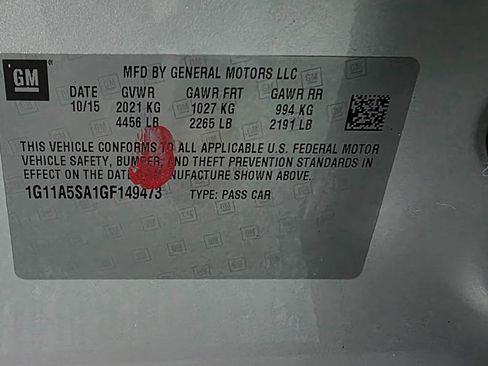 GM
MFD BY GENERAL MOTORS LLC
DATE GVWR GAWR FRT GAWR RR
10/15 2021 KG 1027 KG 994 KG
4456 LB 2265 LB 2191 LB
THIS VEHICLE CONFORMS TO ALL APPLICABLE U.S. FEDERAL MOTOR
VEHICLE SAFETY, BUMPER, AND THEFT PREVENTION STANDARDS IN
EFFECT ON THE DATE OF MANUFACTURE SHOWN ABOVE.
1G11A5SA1GF149473 TYPE: PASS CAR